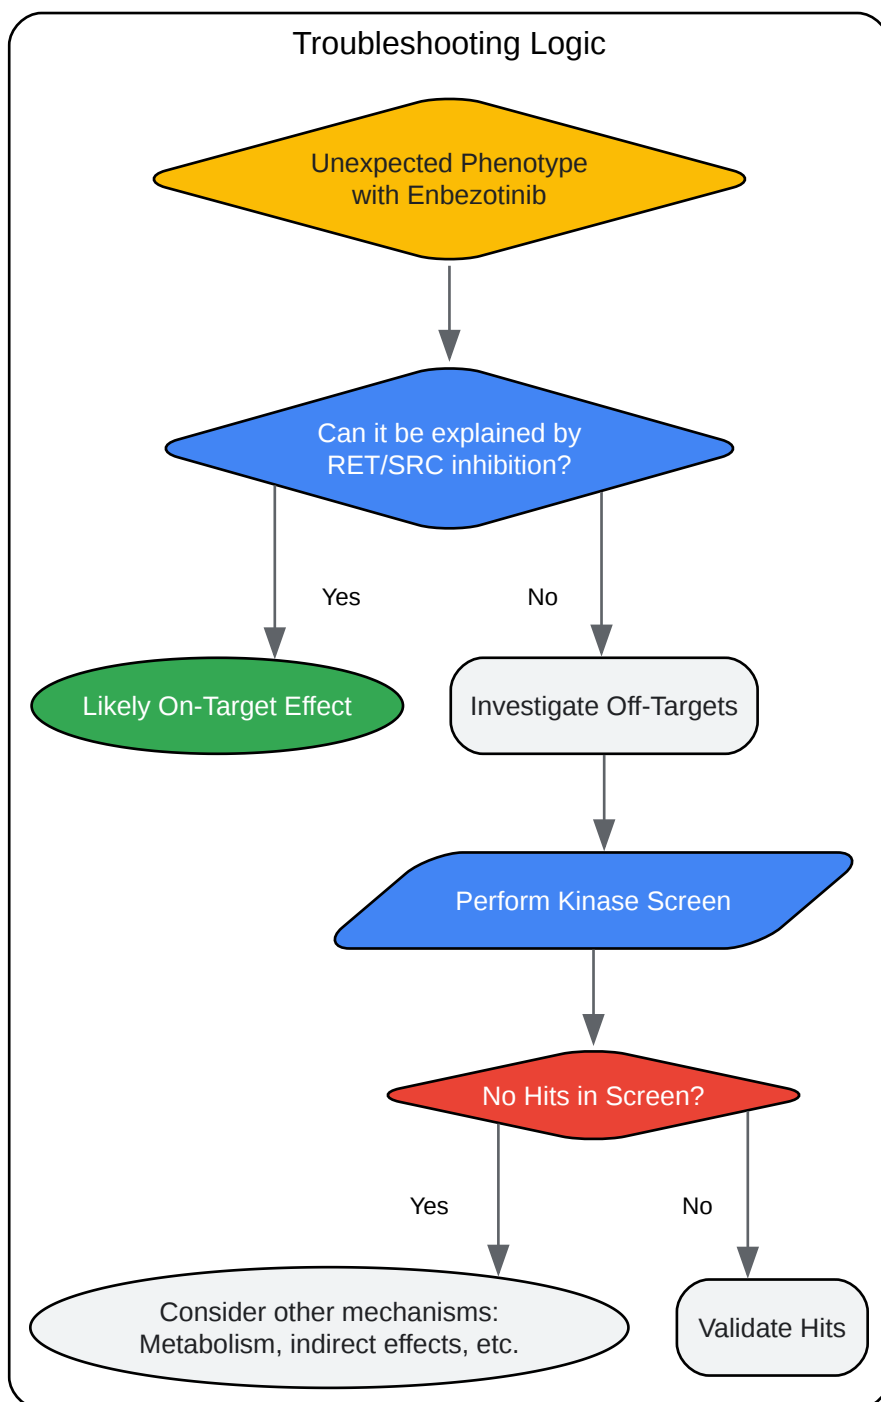 Troubleshooting Logic
Unexpected Phenotype
with Enbezotinib
Can it be explained by
RET/SRC inhibition?
Yes
No
Likely On-Target Effect
Investigate Off-Targets
Perform Kinase Screen
No Hits in Screen?
Yes
No
Consider other mechanisms:
Metabolism, indirect effects, etc.
Validate Hits